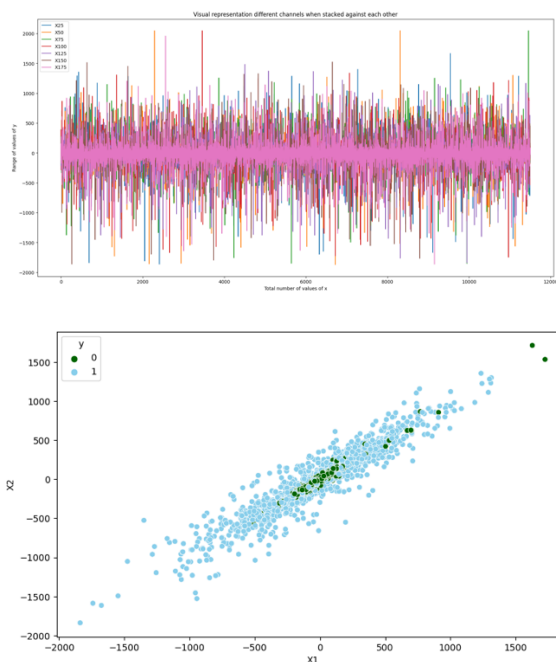 Visual representation different channels when stacked against each other
X25
X50
X75
X100
X125
X150
X175
Range of values of y
2000
1500
1000
500
0
−500
−1000
−1500
−2000
0 2000 4000 6000 8000 10000 12000
Total number of values of x
y
0
1
X2
1500
1000
500
0
−500
−1000
−1500
−2000
−2000 −1500 −1000 −500 0 500 1000 1500
X1